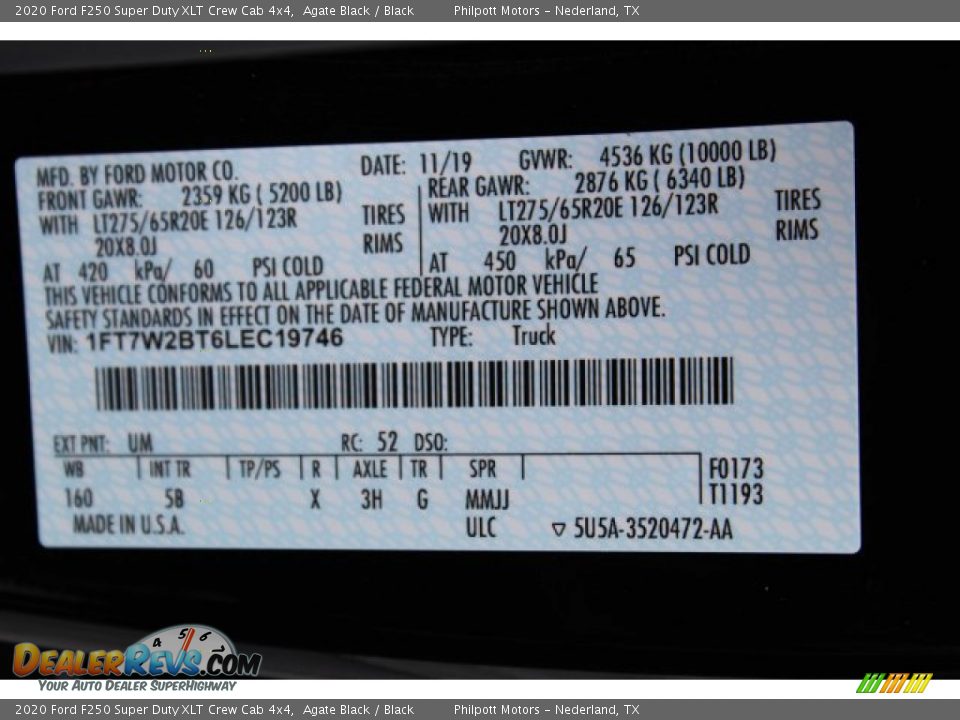 2020 Ford F250 Super Duty XLT Crew Cab 4x4, Agate Black / Black Philpott Motors – Nederland, TX
MFD. BY FORD MOTOR CO. DATE: 11/19 GVWR: 4536 KG (10000 LB)
FRONT GAWR: 2359 KG ( 5200 LB) REAR GAWR: 2876 KG ( 6340 LB)
WITH LT275/65R20E 126/123R TIRES WITH LT275/65R20E 126/123R TIRES
20X8.0J RIMS 20X8.0J RIMS
AT 420 kPa/ 60 PSI COLD AT 450 kPa/ 65 PSI COLD
THIS VEHICLE CONFORMS TO ALL APPLICABLE FEDERAL MOTOR VEHICLE
SAFETY STANDARDS IN EFFECT ON THE DATE OF MANUFACTURE SHOWN ABOVE.
VIN: 1FT7W2BT6LEC19746 TYPE: Truck
EXT PNT: UM RC: 52 DSO:
WB INT TR TP/PS R AXLE TR SPR F0173
160 5B X 3H G MMJJ T1193
MADE IN U.S.A. ULC ▽ 5U5A-3520472-AA
4 5 6
DEALERREVS.COM
YOUR AUTO DEALER SUPERHIGHWAY
2020 Ford F250 Super Duty XLT Crew Cab 4x4, Agate Black / Black Philpott Motors – Nederland, TX